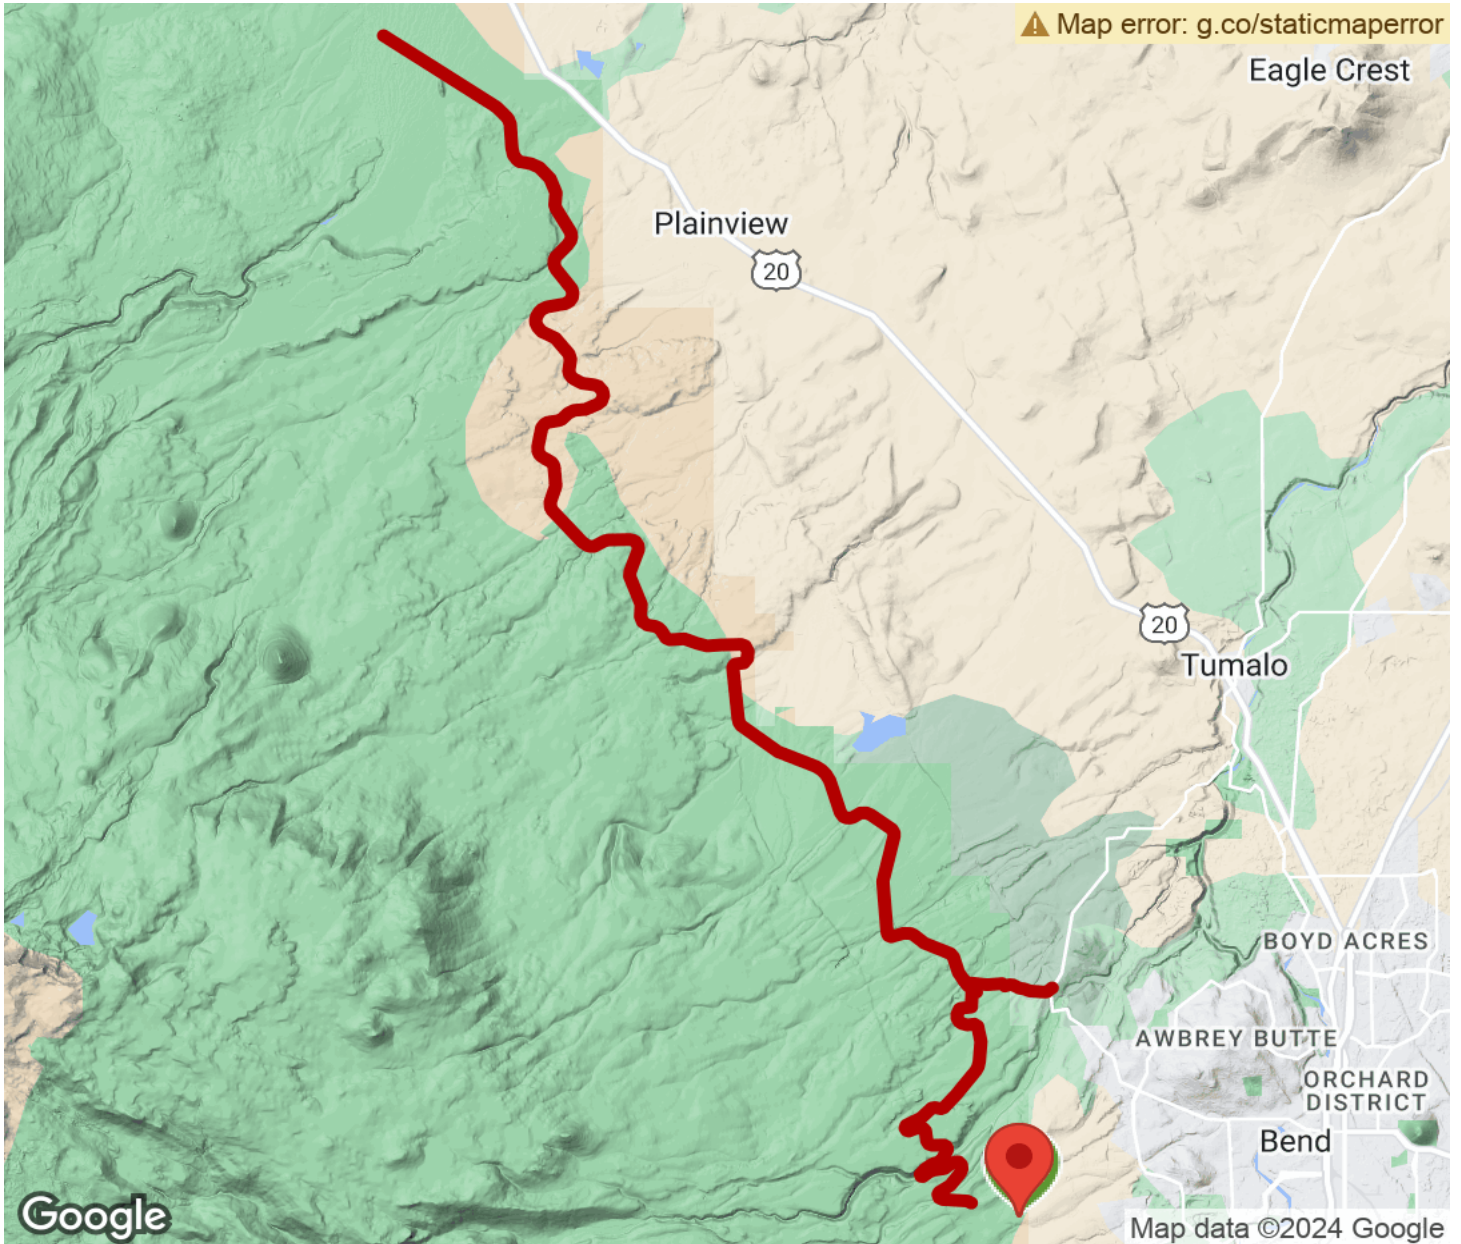 Map error: g.co/staticmaperror
Eagle Crest
Plainview
20
20
Tumalo
BOYD ACRES
AWBREY BUTTE
ORCHARD
DISTRICT
Bend
Google
Map data ©2024 Google